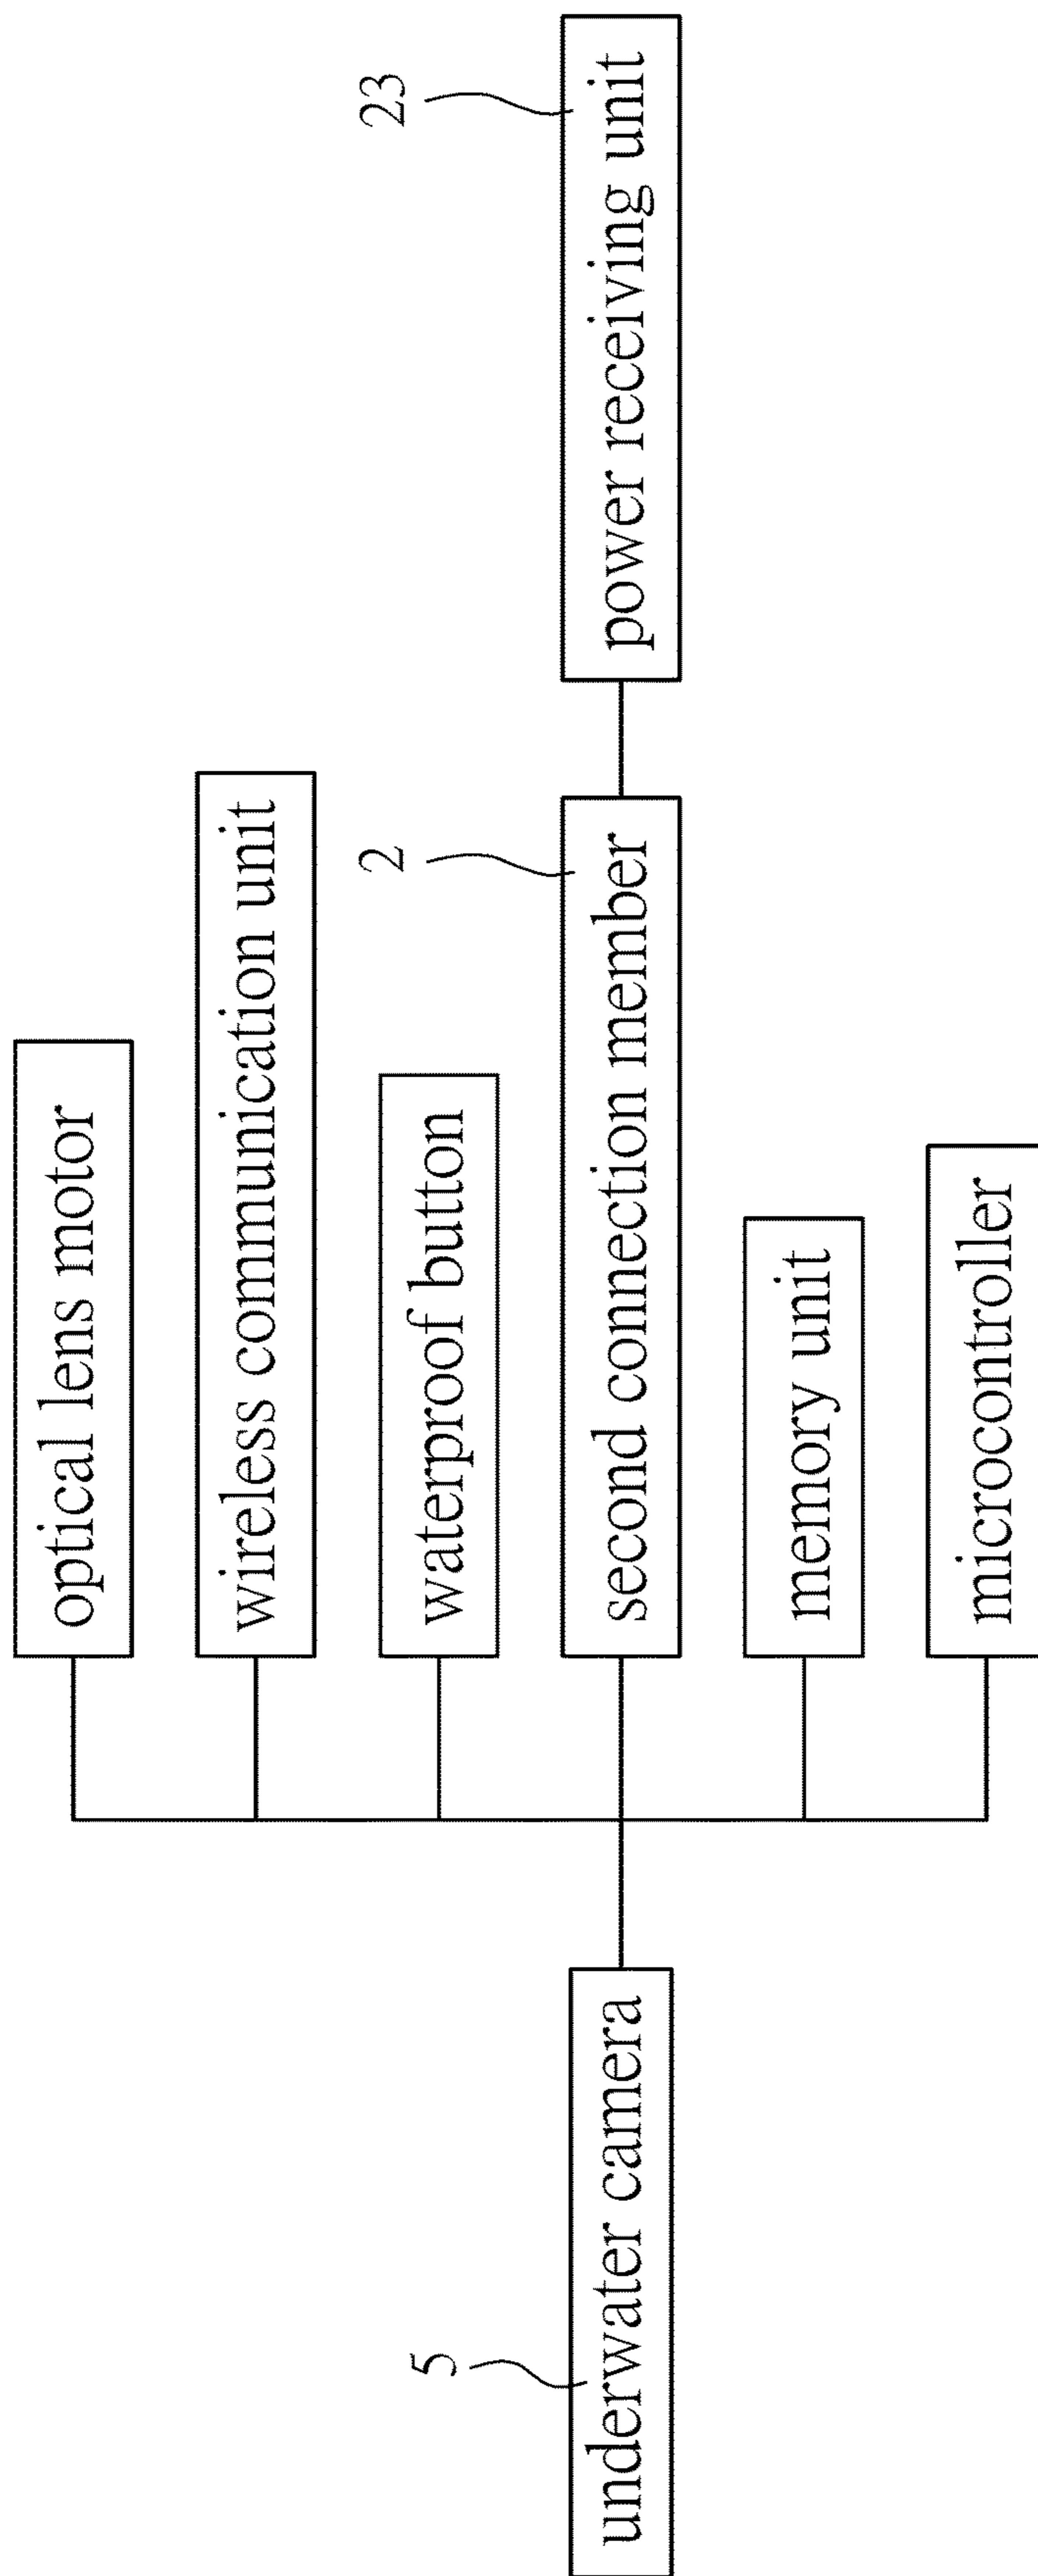 optical lens motor
wireless communication unit
waterproof button
2
second connection member
23
power receiving unit
memory unit
microcontroller
5
underwater camera